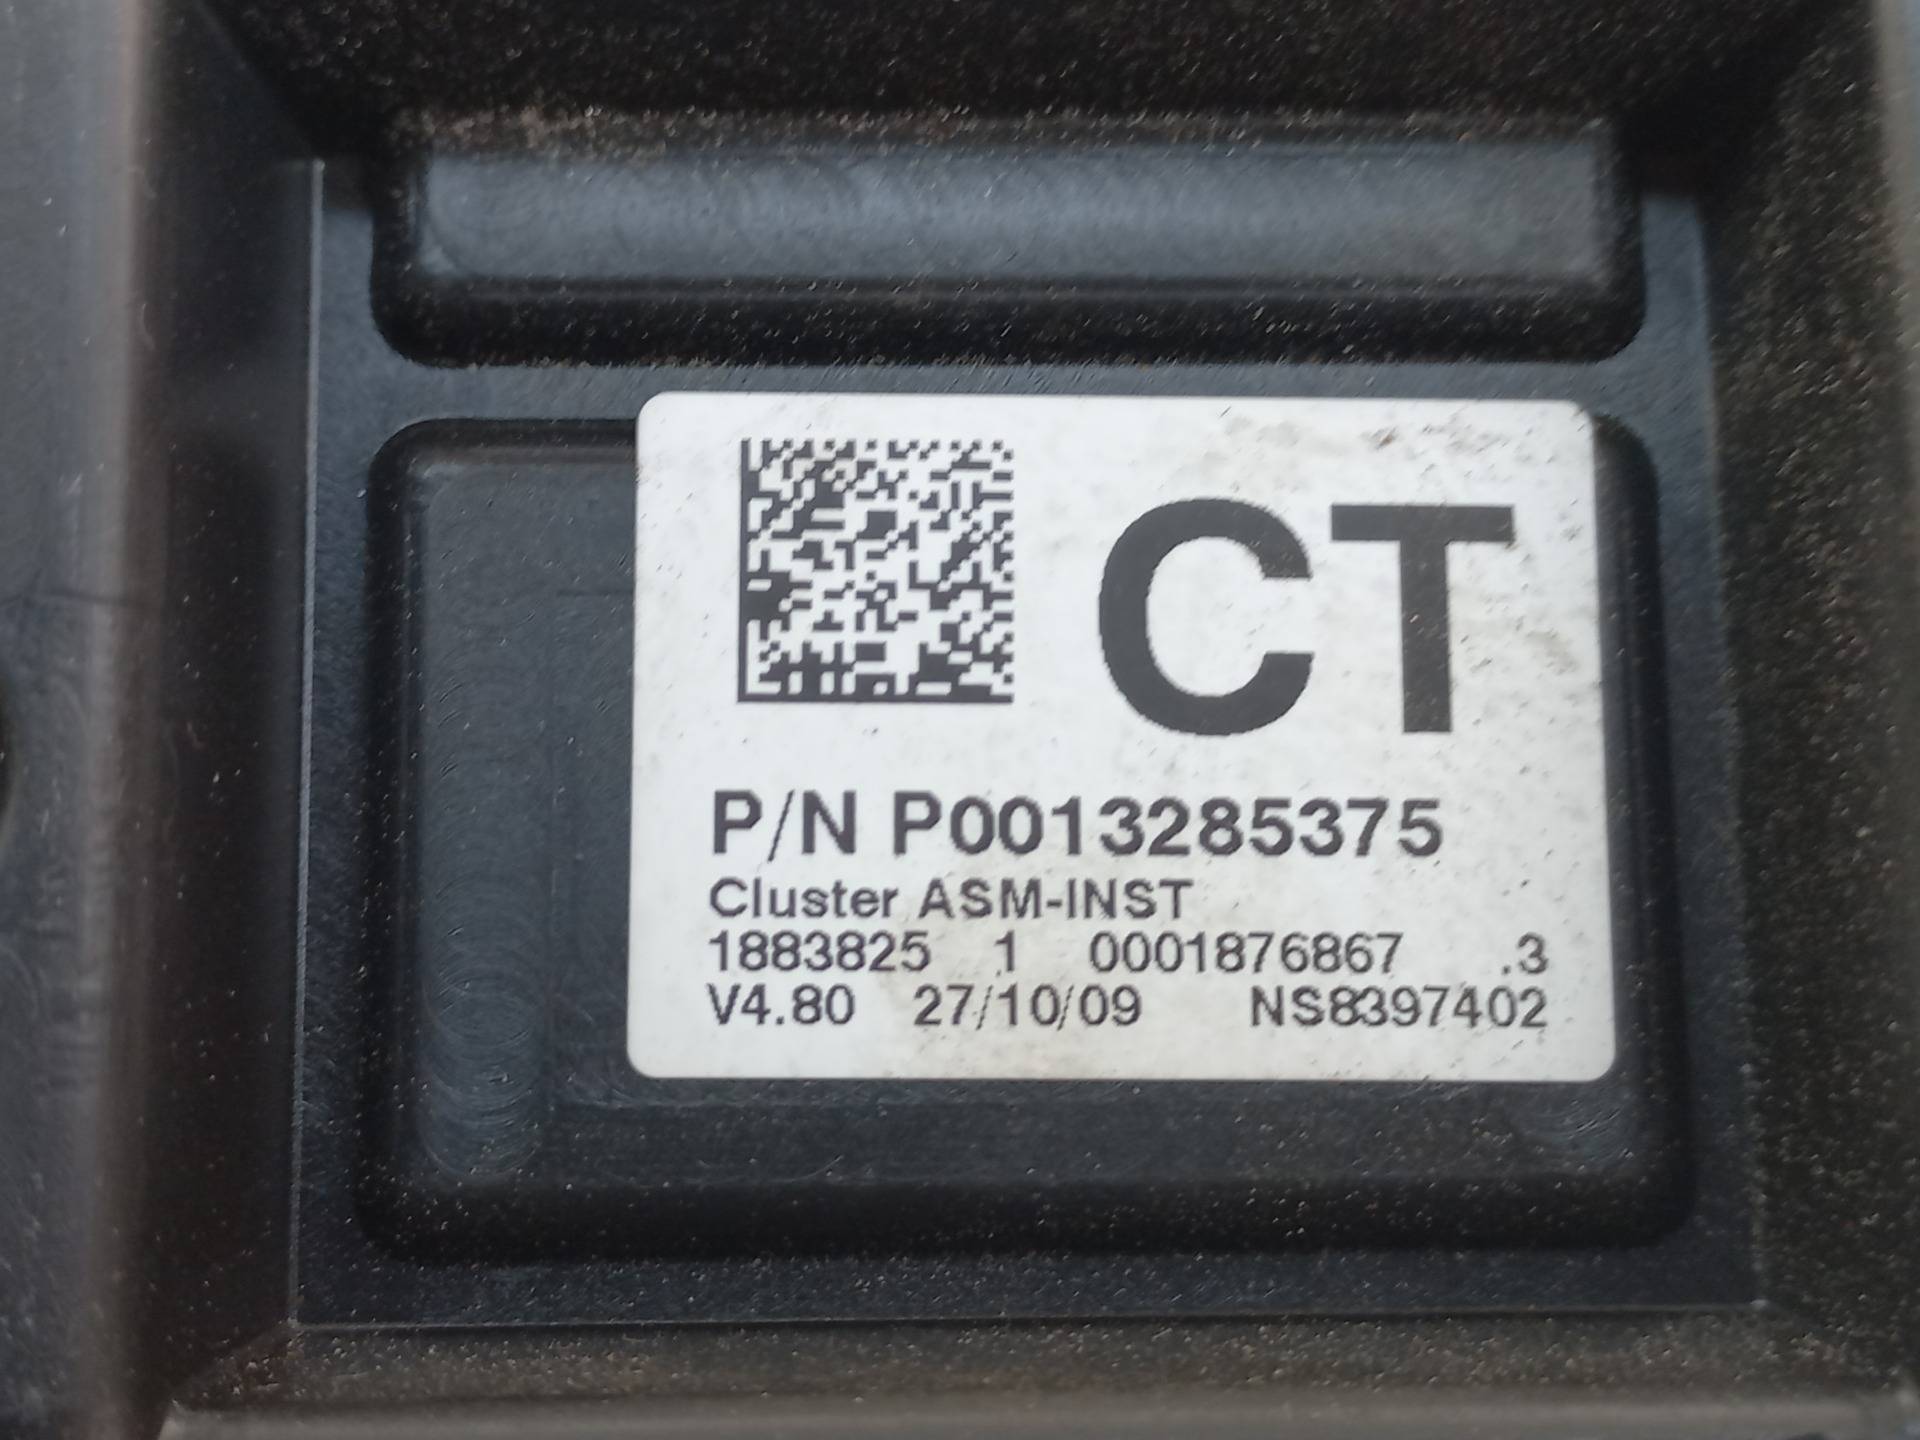 CT
P/N P0013285375
Cluster ASM-INST
1883825 1 0001876867 .3
V4.80 27/10/09 NS8397402